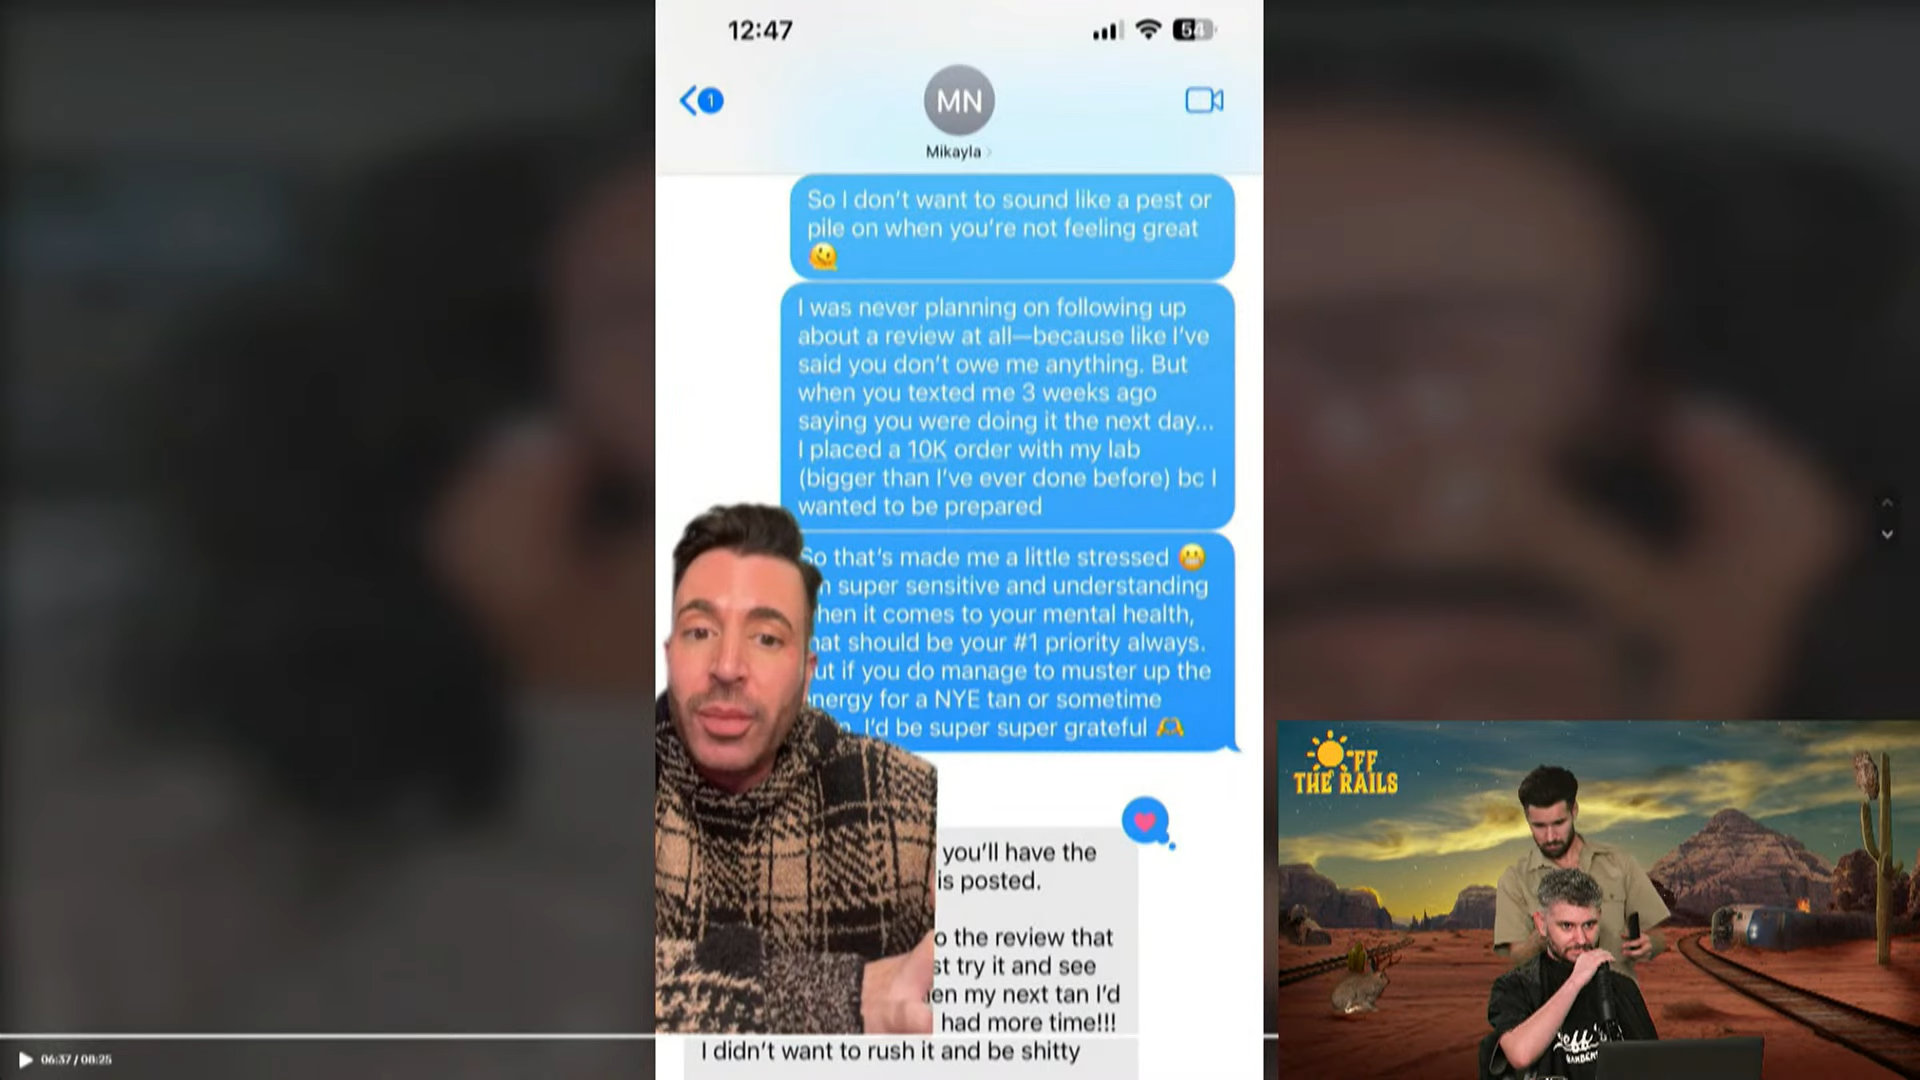 12:47
54
1
MN
Mikayla
So I don't want to sound like a pest or
pile on when you're not feeling great
🫠
I was never planning on following up
about a review at all—because like I've
said you don't owe me anything. But
when you texted me 3 weeks ago
saying you were doing it the next day...
I placed a 10K order with my lab
(bigger than I've ever done before) bc I
wanted to be prepared
So that's made me a little stressed 😬
super sensitive and understanding
hen it comes to your mental health,
at should be your #1 priority always.
ut if you do manage to muster up the
nergy for a NYE tan or sometime
I'd be super super grateful 🫶
you'll have the
is posted.
o the review that
st try it and see
en my next tan I'd
had more time!!!
I didn't want to rush it and be shitty
OFF
THE RAILS
06:37 / 08:25